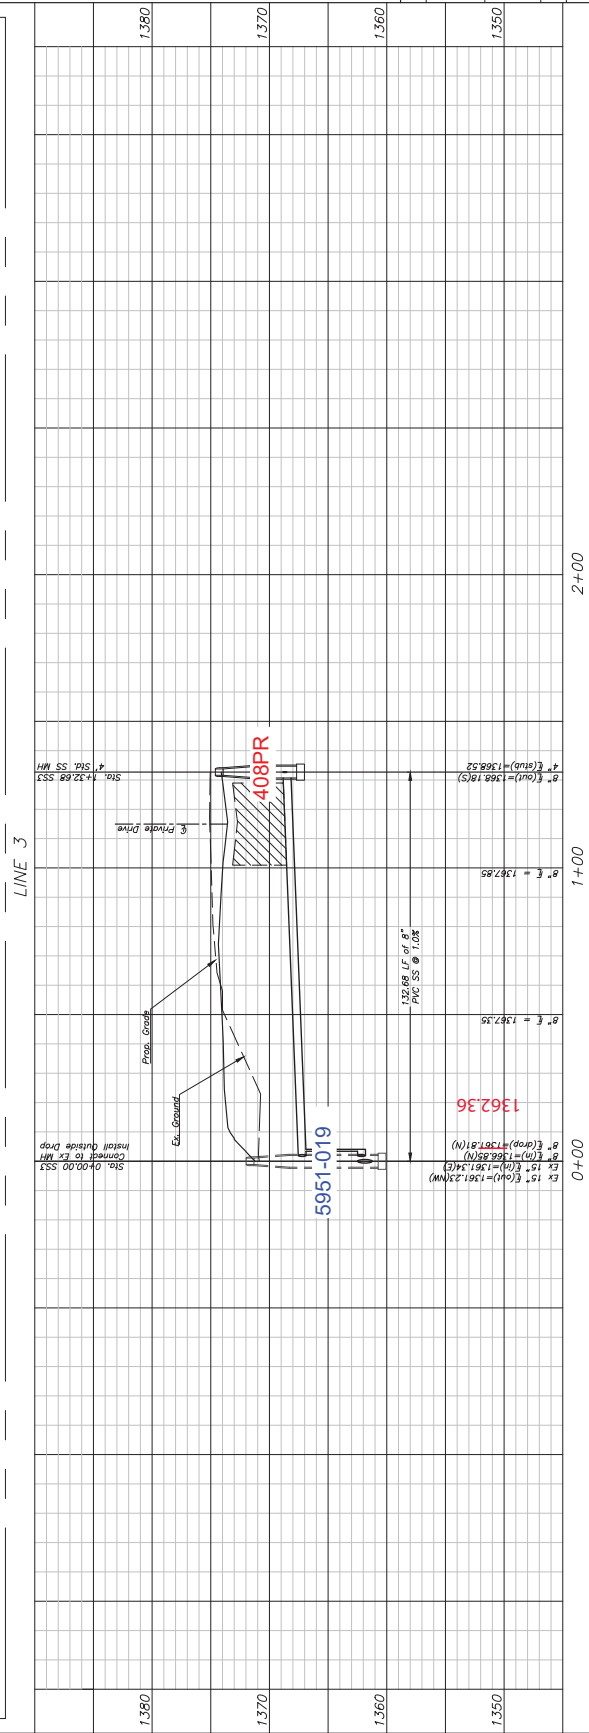 LINE 3
1380
1370
1360
1350
Sta. 1+32.68 SS3
4' Std. SS MH
℄ Private Drive
408PR
8" E(out)=1368.18(S)
4" E(stub)=1368.52
8" E = 1367.85
Prop. Grade
132.68 LF of 8"
PVC SS @ 1.0%
8" E = 1367.35
Ex. Ground
1362.36
Sta. 0+00.00 SS3
Connect to Ex MH
Install Outside Drop
5951-019
Ex 15" E(out)=1361.23(NW)
Ex 15" E(in)=1361.34(E)
8" E(in)=1366.85(N)
8" E(drop)=1361.81(N)
2+00
1+00
0+00
1380
1370
1360
1350